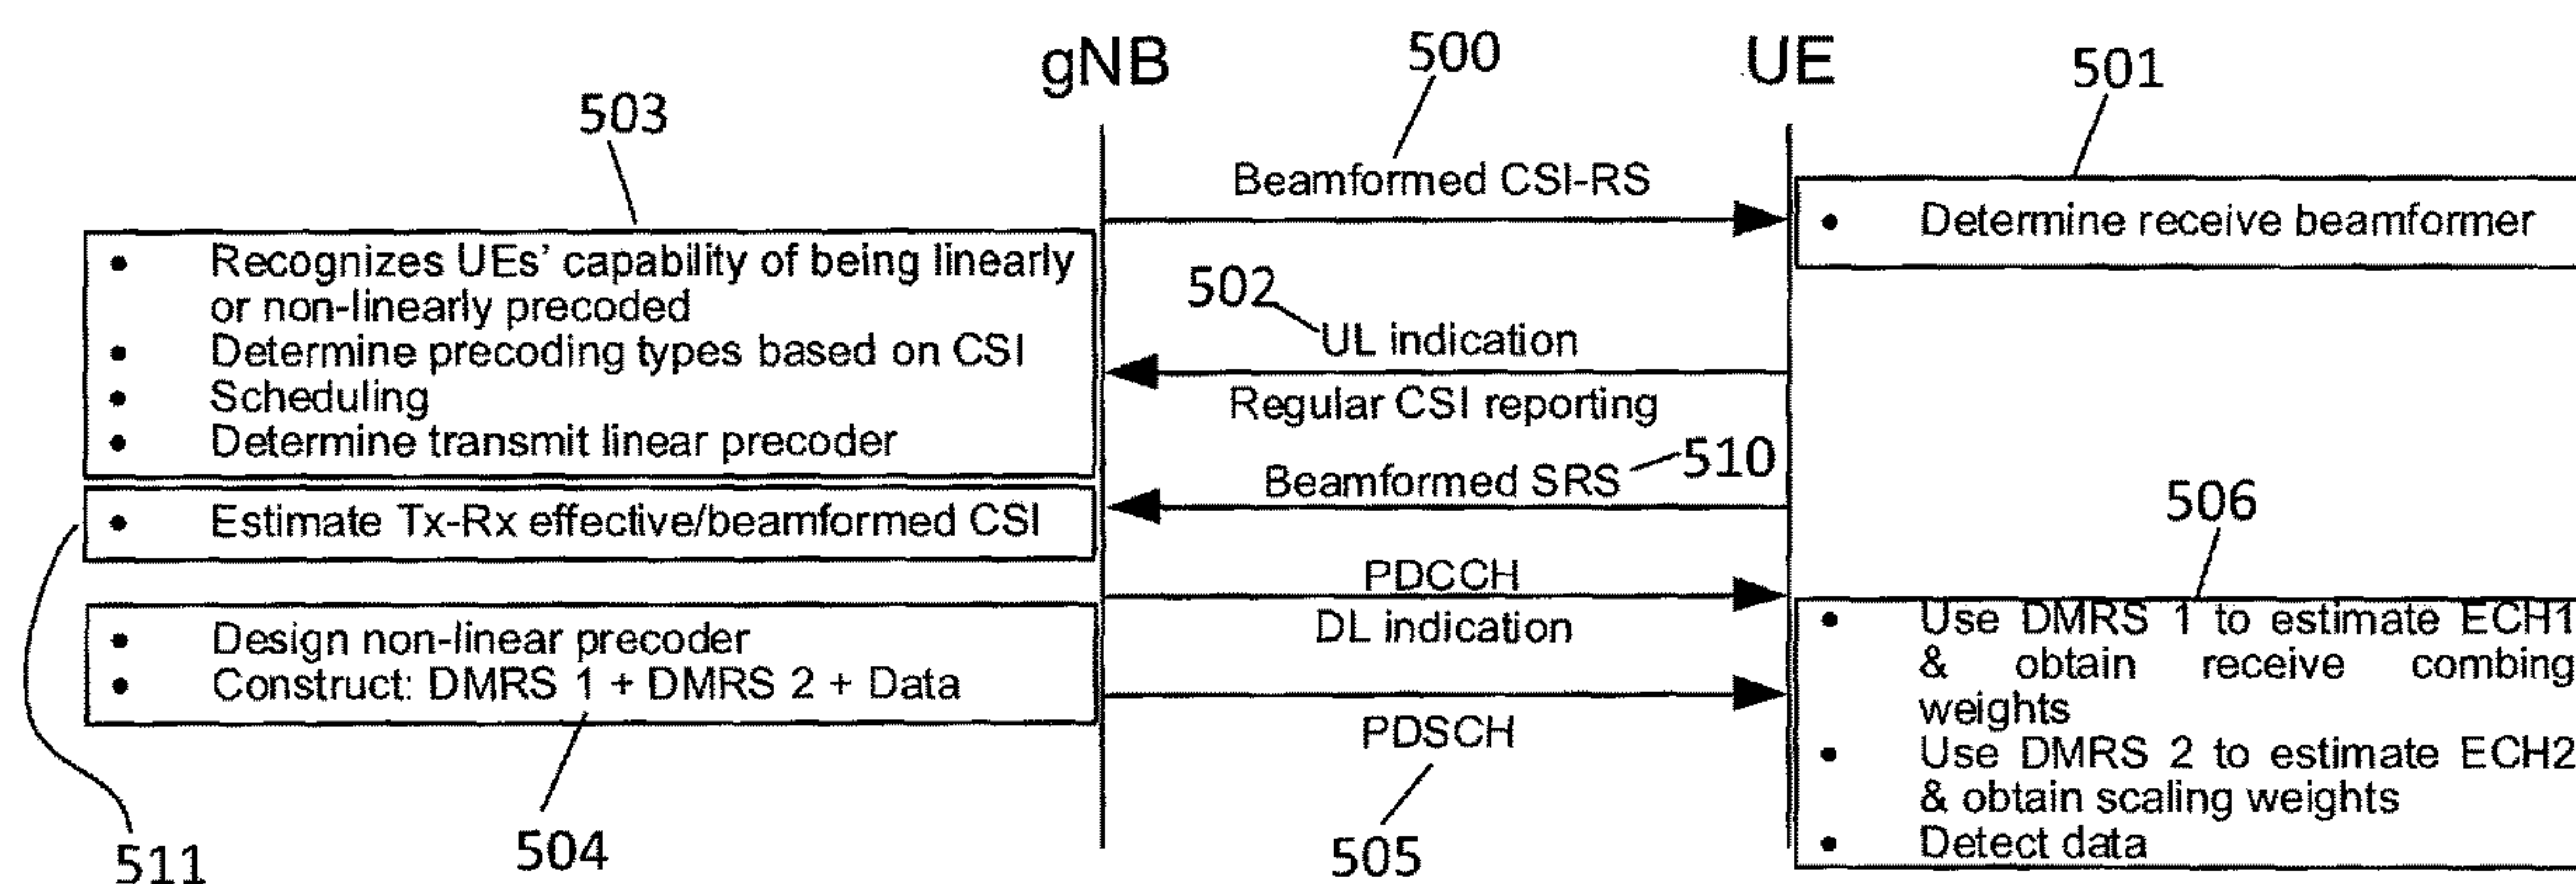 gNB
500
UE
501
503
Beamformed CSI-RS
• Determine receive beamformer
• Recognizes UEs' capability of being linearly
or non-linearly precoded
• Determine precoding types based on CSI
• Scheduling
• Determine transmit linear precoder
502
UL indication
Regular CSI reporting
Beamformed SRS
510
• Estimate Tx-Rx effective/beamformed CSI
506
PDCCH
DL indication
• Design non-linear precoder
• Construct: DMRS 1 + DMRS 2 + Data
PDSCH
• Use DMRS 1 to estimate ECH1
& obtain receive combing
weights
• Use DMRS 2 to estimate ECH2
& obtain scaling weights
• Detect data
511
504
505